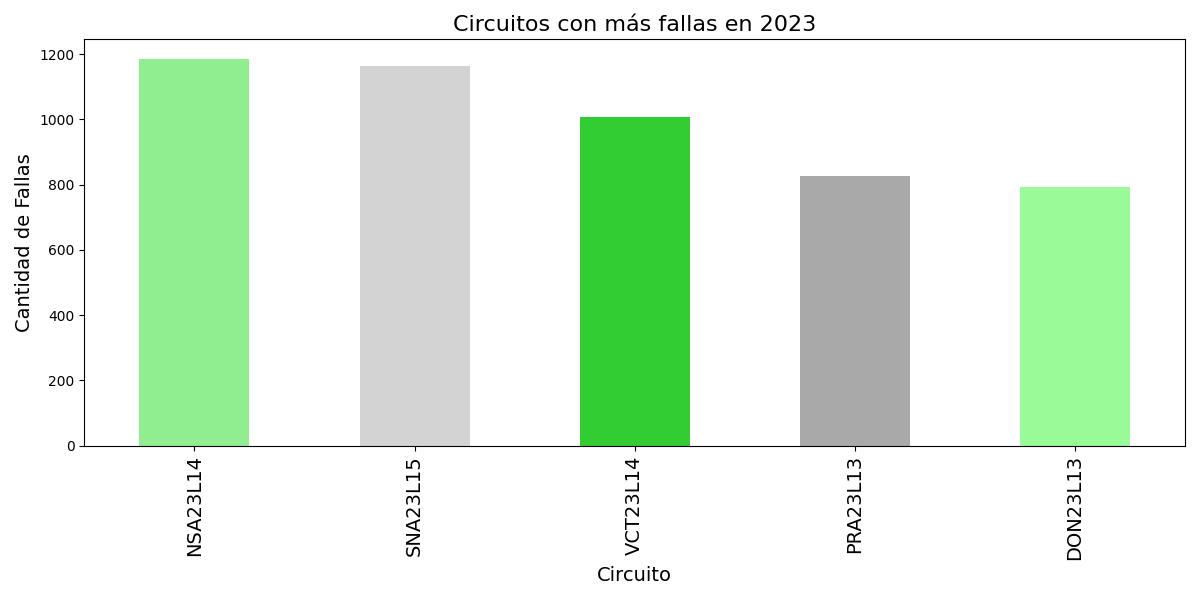 Circuitos con más fallas en 2023
Cantidad de Fallas
1200
1000
800
600
400
200
0
NSA23L14
SNA23L15
VCT23L14
PRA23L13
DON23L13
Circuito